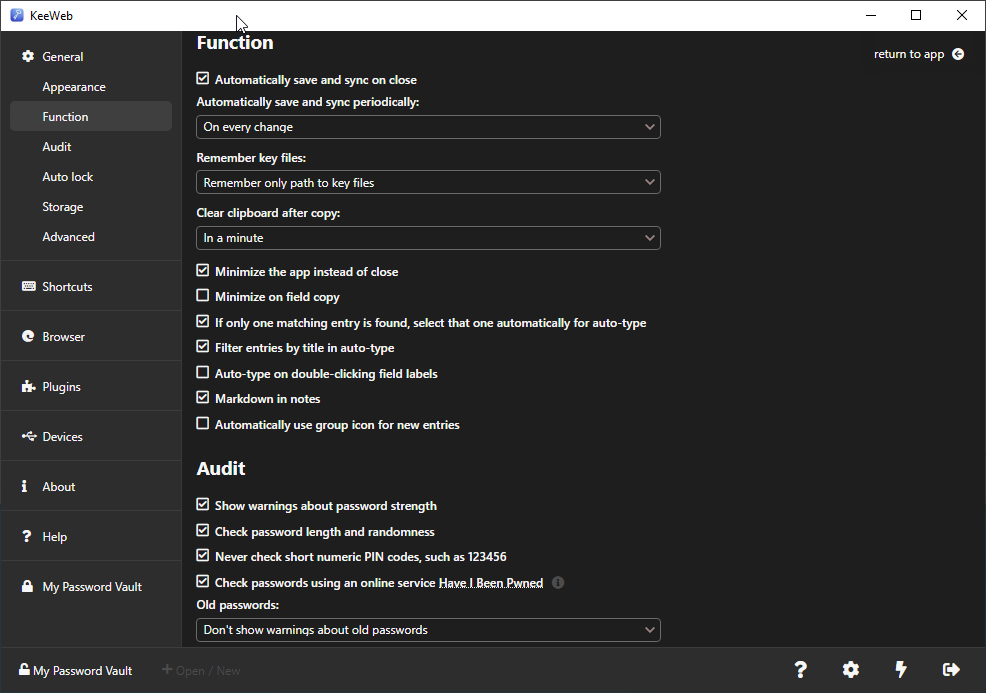 KeeWeb
General
Appearance
Function
Audit
Auto lock
Storage
Advanced
Shortcuts
Browser
Plugins
Devices
About
Help
My Password Vault
Function
return to app
Automatically save and sync on close
Automatically save and sync periodically:
On every change
Remember key files:
Remember only path to key files
Clear clipboard after copy:
In a minute
Minimize the app instead of close
Minimize on field copy
If only one matching entry is found, select that one automatically for auto-type
Filter entries by title in auto-type
Auto-type on double-clicking field labels
Markdown in notes
Automatically use group icon for new entries
Audit
Show warnings about password strength
Check password length and randomness
Never check short numeric PIN codes, such as 123456
Check passwords using an online service Have I Been Pwned
Old passwords:
Don't show warnings about old passwords
My Password Vault
+ Open / New